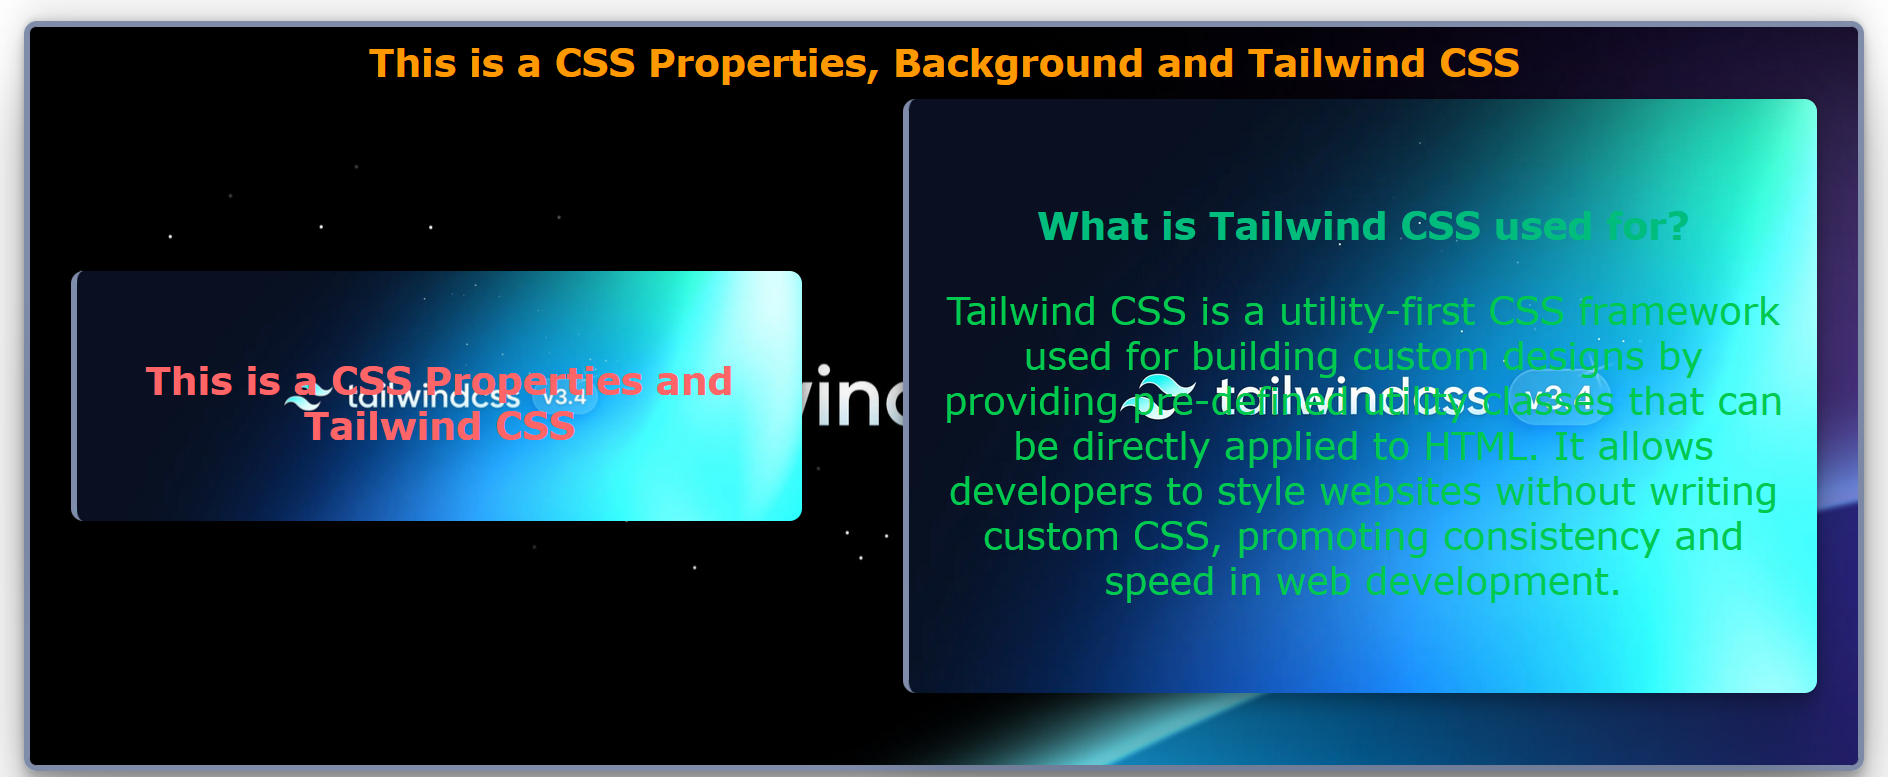 This is a CSS Properties, Background and Tailwind CSS
This is a CSS Properties and
Tailwind CSS
tailwindcss v3.4
wind
What is Tailwind CSS used for?
Tailwind CSS is a utility-first CSS framework
used for building custom designs by
providing pre-defined utility classes that can
be directly applied to HTML. It allows
developers to style websites without writing
custom CSS, promoting consistency and
speed in web development.
tailwindcss v3.4